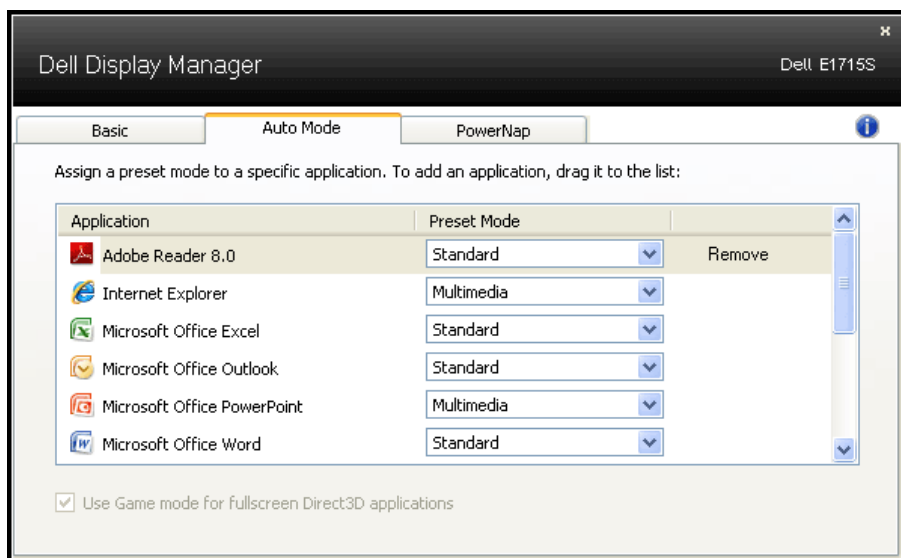 Dell Display Manager
Dell E1715S
Basic
Auto Mode
PowerNap
Assign a preset mode to a specific application. To add an application, drag it to the list:
Application Preset Mode
Adobe Reader 8.0 Standard Remove
Internet Explorer Multimedia
Microsoft Office Excel Standard
Microsoft Office Outlook Standard
Microsoft Office PowerPoint Multimedia
Microsoft Office Word Standard
Use Game mode for fullscreen Direct3D applications